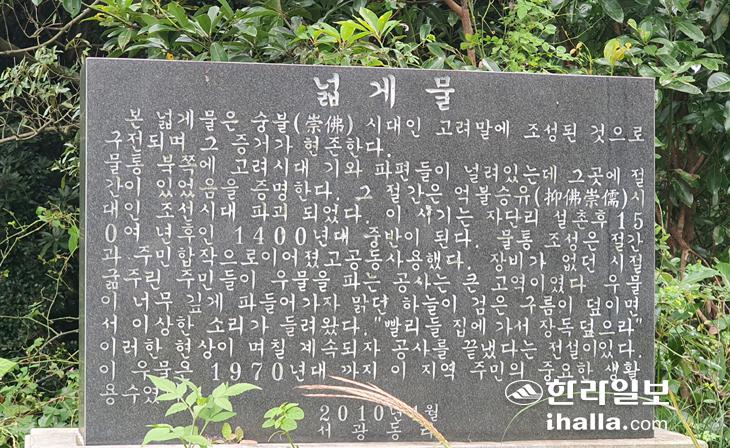 넓게물
본 넓게물은 숭불(崇佛) 시대인 고려말에 조성된 것으로
구전되며 그 증거가 현존한다.
물통 북쪽에 고려시대 기와 파편들이 널려있는데 그곳에 절
간이 있었음을 증명한다. 그 절간은 억불숭유(抑佛崇儒)시
대인 조선시대 파괴 되었다. 이 시기는 자단리 설촌후 15
0여 년후인 1400년대 중반이 된다. 물통 조성은 절간
과 주민합작으로이어졌고공동사용했다. 장비가 없던 시절
굶주린 주민들이 우물을 파는 공사는 큰 고역이였다 우물
이 너무 깊게 파들어가자 맑던 하늘이 검은 구름이 덮이면
서 이상한 소리가 들려왔다. "빨리들 집에 가서 장독덮으라"
이러한 현상이 며칠 계속되자 공사를 끝냈다는 전설이있다.
이 우물은 1970년대 까지 이 지역 주민의 중요한 생활
용수였
2010년 월
서광동리
한라일보
ihalla.com